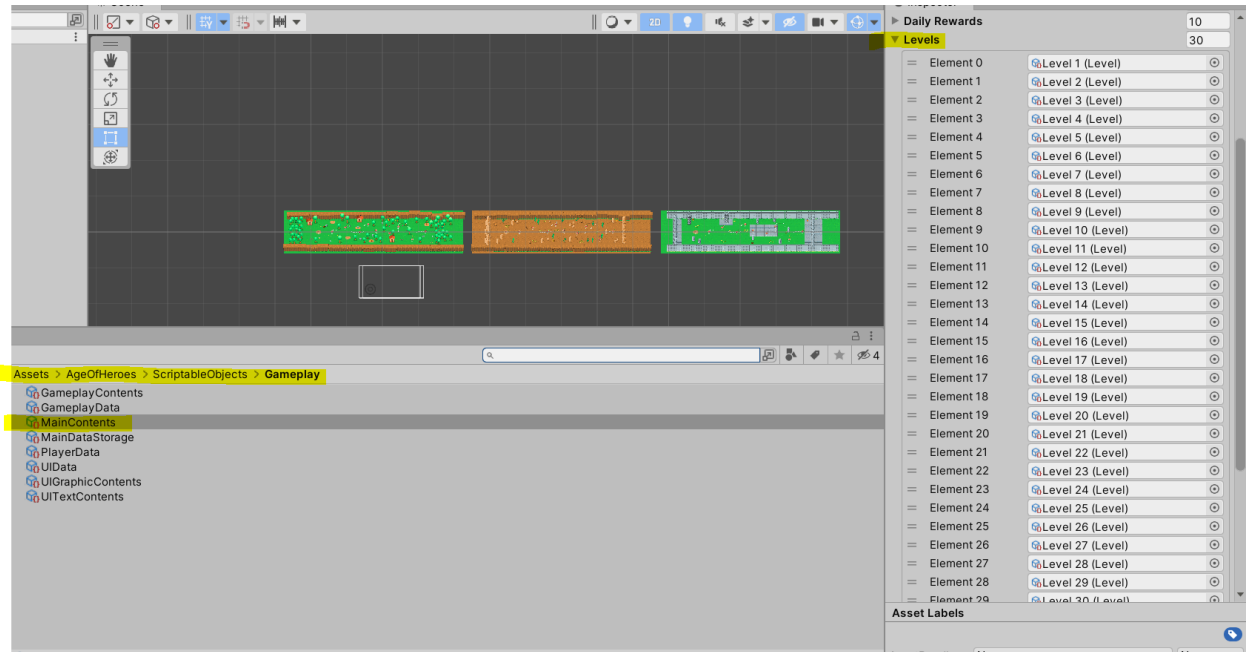 Scene
Inspector
2D
Daily Rewards 10
Levels 30
Element 0 Level 1 (Level)
Element 1 Level 2 (Level)
Element 2 Level 3 (Level)
Element 3 Level 4 (Level)
Element 4 Level 5 (Level)
Element 5 Level 6 (Level)
Element 6 Level 7 (Level)
Element 7 Level 8 (Level)
Element 8 Level 9 (Level)
Element 9 Level 10 (Level)
Element 10 Level 11 (Level)
Element 11 Level 12 (Level)
Element 12 Level 13 (Level)
Element 13 Level 14 (Level)
Element 14 Level 15 (Level)
Element 15 Level 16 (Level)
Element 16 Level 17 (Level)
Element 17 Level 18 (Level)
Element 18 Level 19 (Level)
Element 19 Level 20 (Level)
Element 20 Level 21 (Level)
Element 21 Level 22 (Level)
Element 22 Level 23 (Level)
Element 23 Level 24 (Level)
Element 24 Level 25 (Level)
Element 25 Level 26 (Level)
Element 26 Level 27 (Level)
Element 27 Level 28 (Level)
Element 28 Level 29 (Level)
Element 29 Level 30 (Level)
Asset Labels
4
Assets > AgeOfHeroes > ScriptableObjects > Gameplay
GameplayContents
GameplayData
MainContents
MainDataStorage
PlayerData
UIData
UIGraphicContents
UITextContents